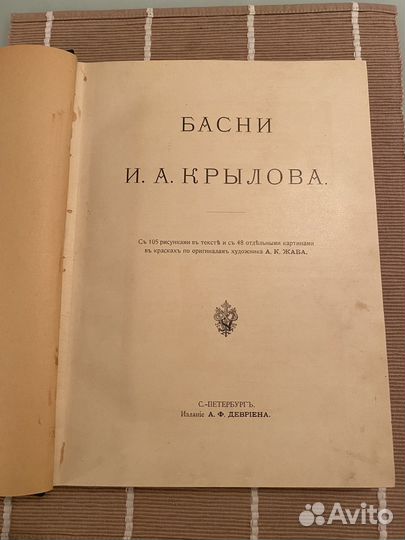 БАСНИ
И. А. КРЫЛОВА.
Съ 105 рисунками въ текстѣ и съ 48 отдѣльными картинами
въ краскахъ по оригиналамъ художника А. К. ЖАБА.
С.-ПЕТЕРБУРГЪ.
Изданіе А. Ф. ДЕВРІЕНА.
Avito